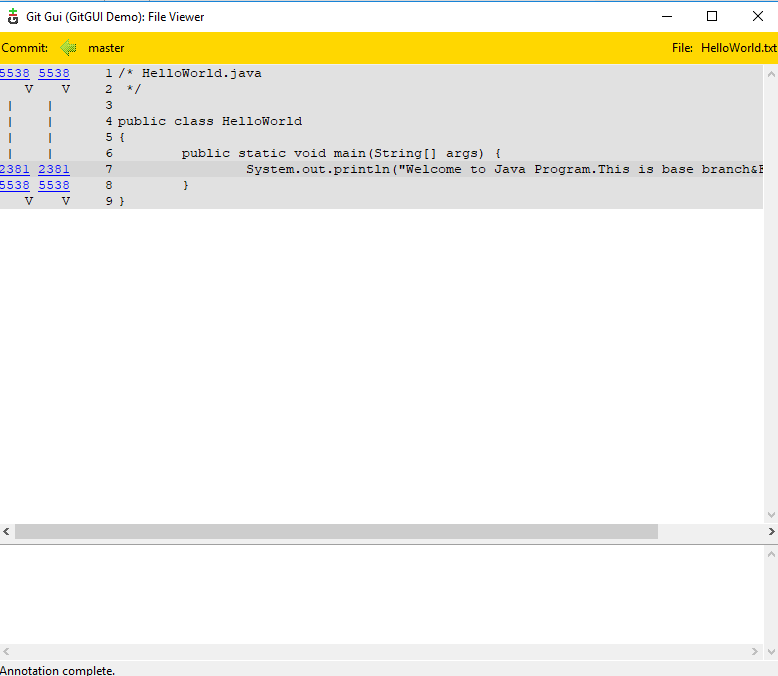 Git Gui (GitGUI Demo): File Viewer
Commit: master File: HelloWorld.txt
5538 5538 1 /* HelloWorld.java
V V 2 */
| | 3
| | 4 public class HelloWorld
| | 5 {
| | 6 public static void main(String[] args) {
2381 2381 7 System.out.println("Welcome to Java Program.This is base branch&
5538 5538 8 }
V V 9 }
Annotation complete.